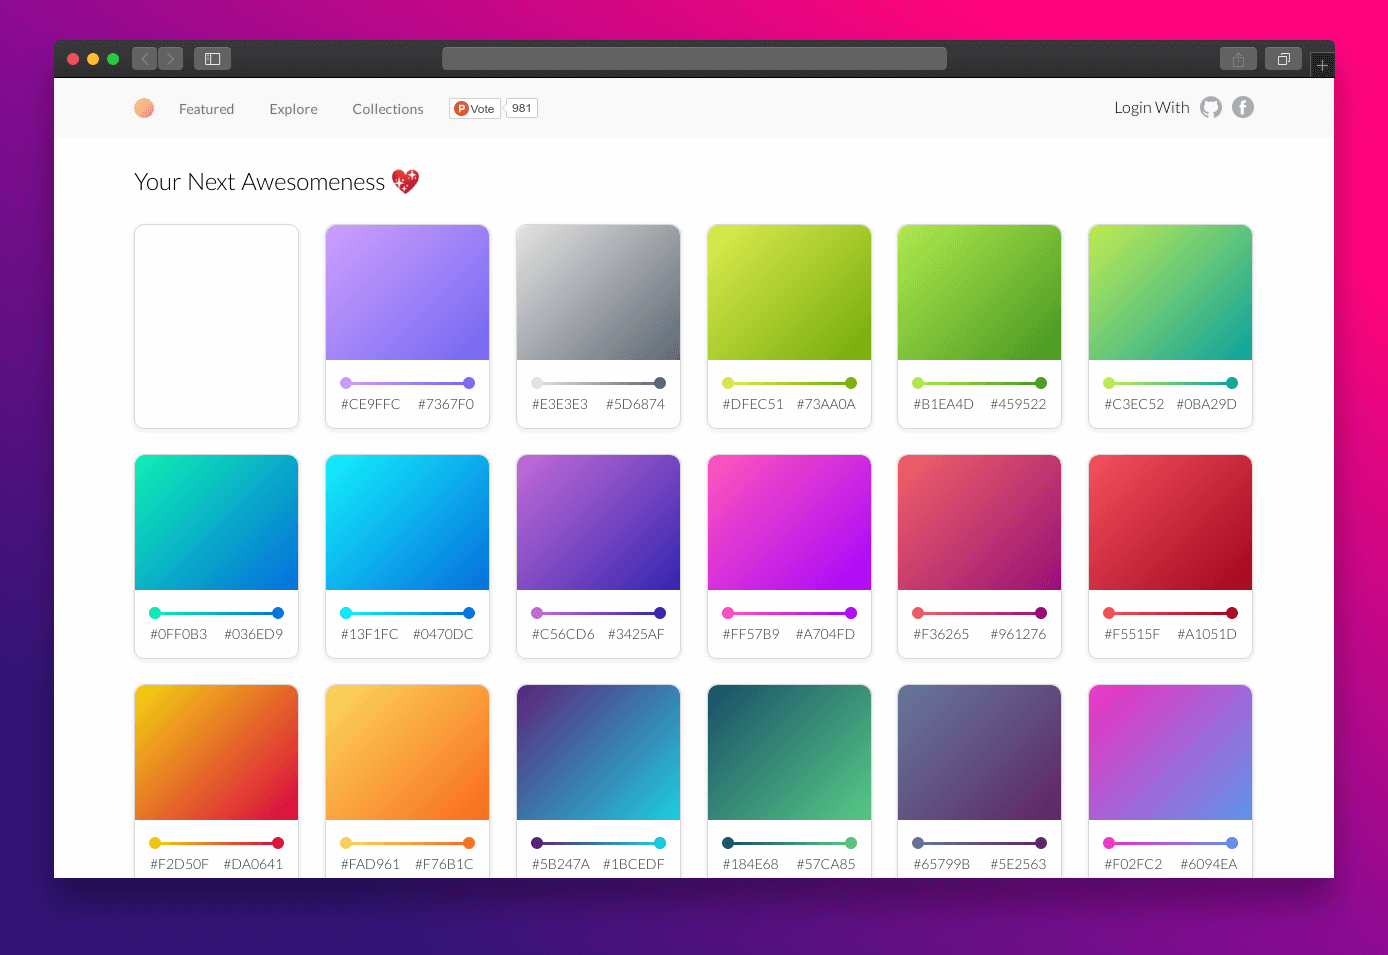 Featured Explore Collections P Vote 981 Login With
Your Next Awesomeness
#CE9FFC #7367F0 #E3E3E3 #5D6874 #DFEC51 #73AA0A #B1EA4D #459522 #C3EC52 #0BA29D
#0FF0B3 #036ED9 #13F1FC #0470DC #C56CD6 #3425AF #FF57B9 #A704FD #F36265 #961276 #F5515F #A1051D
#F2D50F #DA0641 #FAD961 #F76B1C #5B247A #1BCEDF #184E68 #57CA85 #65799B #5E2563 #F02FC2 #6094EA